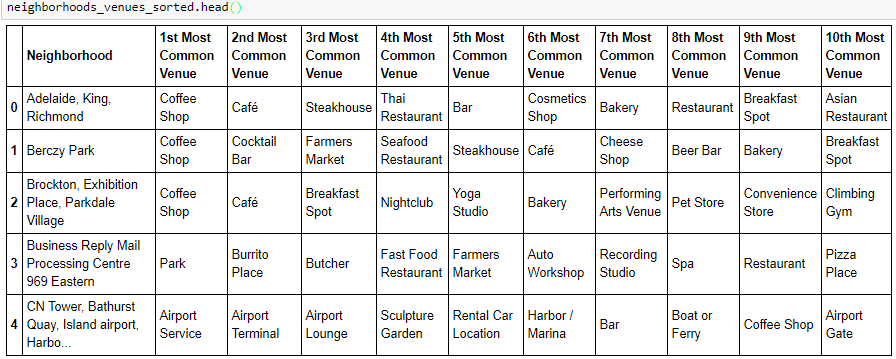 neighborhoods_venues_sorted.head()
Neighborhood 1st Most Common Venue 2nd Most Common Venue 3rd Most Common Venue 4th Most Common Venue 5th Most Common Venue 6th Most Common Venue 7th Most Common Venue 8th Most Common Venue 9th Most Common Venue 10th Most Common Venue
0 Adelaide, King, Richmond Coffee Shop Café Steakhouse Thai Restaurant Bar Cosmetics Shop Bakery Restaurant Breakfast Spot Asian Restaurant
1 Berczy Park Coffee Shop Cocktail Bar Farmers Market Seafood Restaurant Steakhouse Café Cheese Shop Beer Bar Bakery Breakfast Spot
2 Brockton, Exhibition Place, Parkdale Village Coffee Shop Café Breakfast Spot Nightclub Yoga Studio Bakery Performing Arts Venue Pet Store Convenience Store Climbing Gym
3 Business Reply Mail Processing Centre 969 Eastern Park Burrito Place Butcher Fast Food Restaurant Farmers Market Auto Workshop Recording Studio Spa Restaurant Pizza Place
4 CN Tower, Bathurst Quay, Island airport, Harbo... Airport Service Airport Terminal Airport Lounge Sculpture Garden Rental Car Location Harbor / Marina Bar Boat or Ferry Coffee Shop Airport Gate